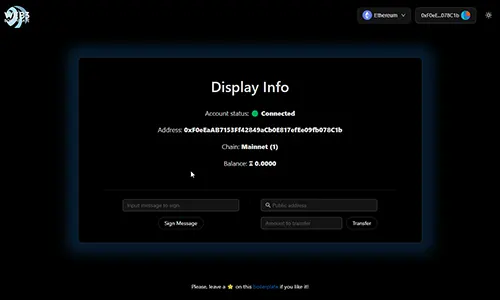 Ethereum
0xF0eE...078C1b
Display Info
Account status: Connected
Address: 0xF0eEaAB7153Ff42849aCb0E817efEe09fb078C1b
Chain: Mainnet (1)
Balance: Ξ 0.0000
Input message to sign
Public address
Sign Message
Amount to transfer
Transfer
Please, leave a ⭐ on this boilerplate if you like it!